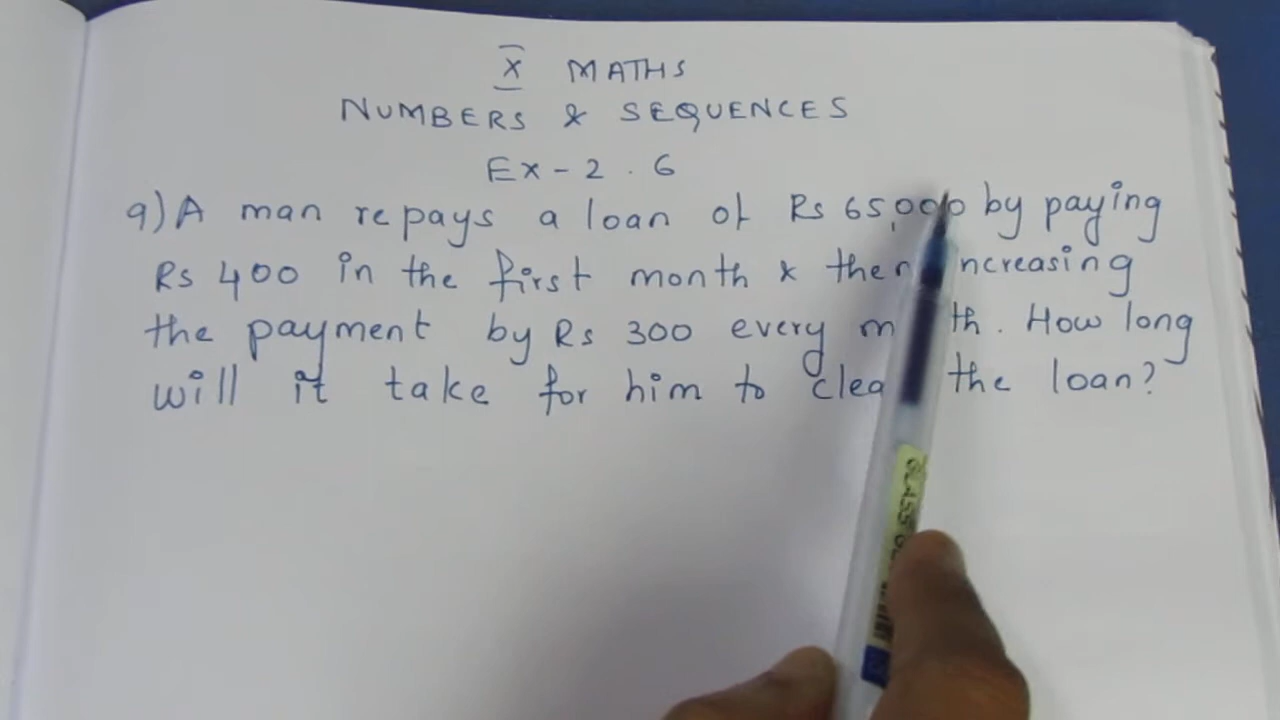 X MATHS
NUMBERS & SEQUENCES
Ex - 2.6
9) A man repays a loan of Rs 65,000 by paying
Rs 400 in the first month & then increasing
the payment by Rs 300 every month. How long
will it take for him to clear the loan?